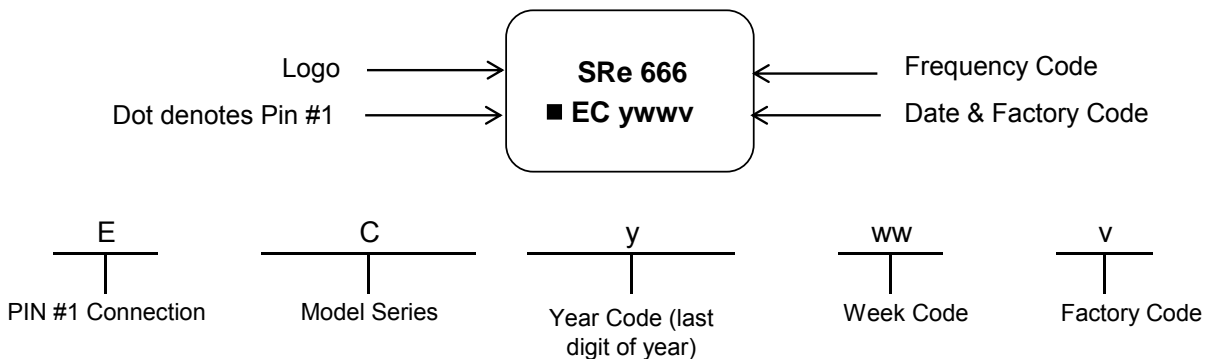 Logo
SRe 666
Frequency Code
Dot denotes Pin #1
■ EC ywwv
Date & Factory Code
E
C
y
ww
v
PIN #1 Connection
Model Series
Year Code (last
digit of year)
Week Code
Factory Code